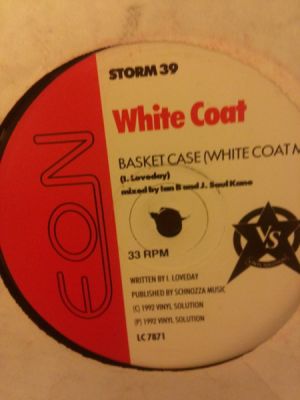 STORM 39
EON
White Coat
BASKET CASE (WHITE COAT M
(I. Loveday)
mixed by Ian B and J. Saul Kane
33 RPM
VS
WRITTEN BY I. LOVEDAY
PUBLISHED BY SCHNOZZA MUSIC
(C) 1992 VINYL SOLUTION
(P) 1992 VINYL SOLUTION
LC 7871